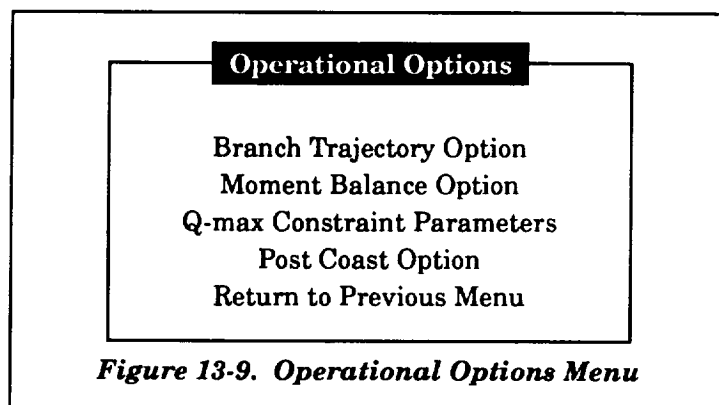 Operational Options
Branch Trajectory Option
Moment Balance Option
Q-max Constraint Parameters
Post Coast Option
Return to Previous Menu
Figure 13-9. Operational Options Menu